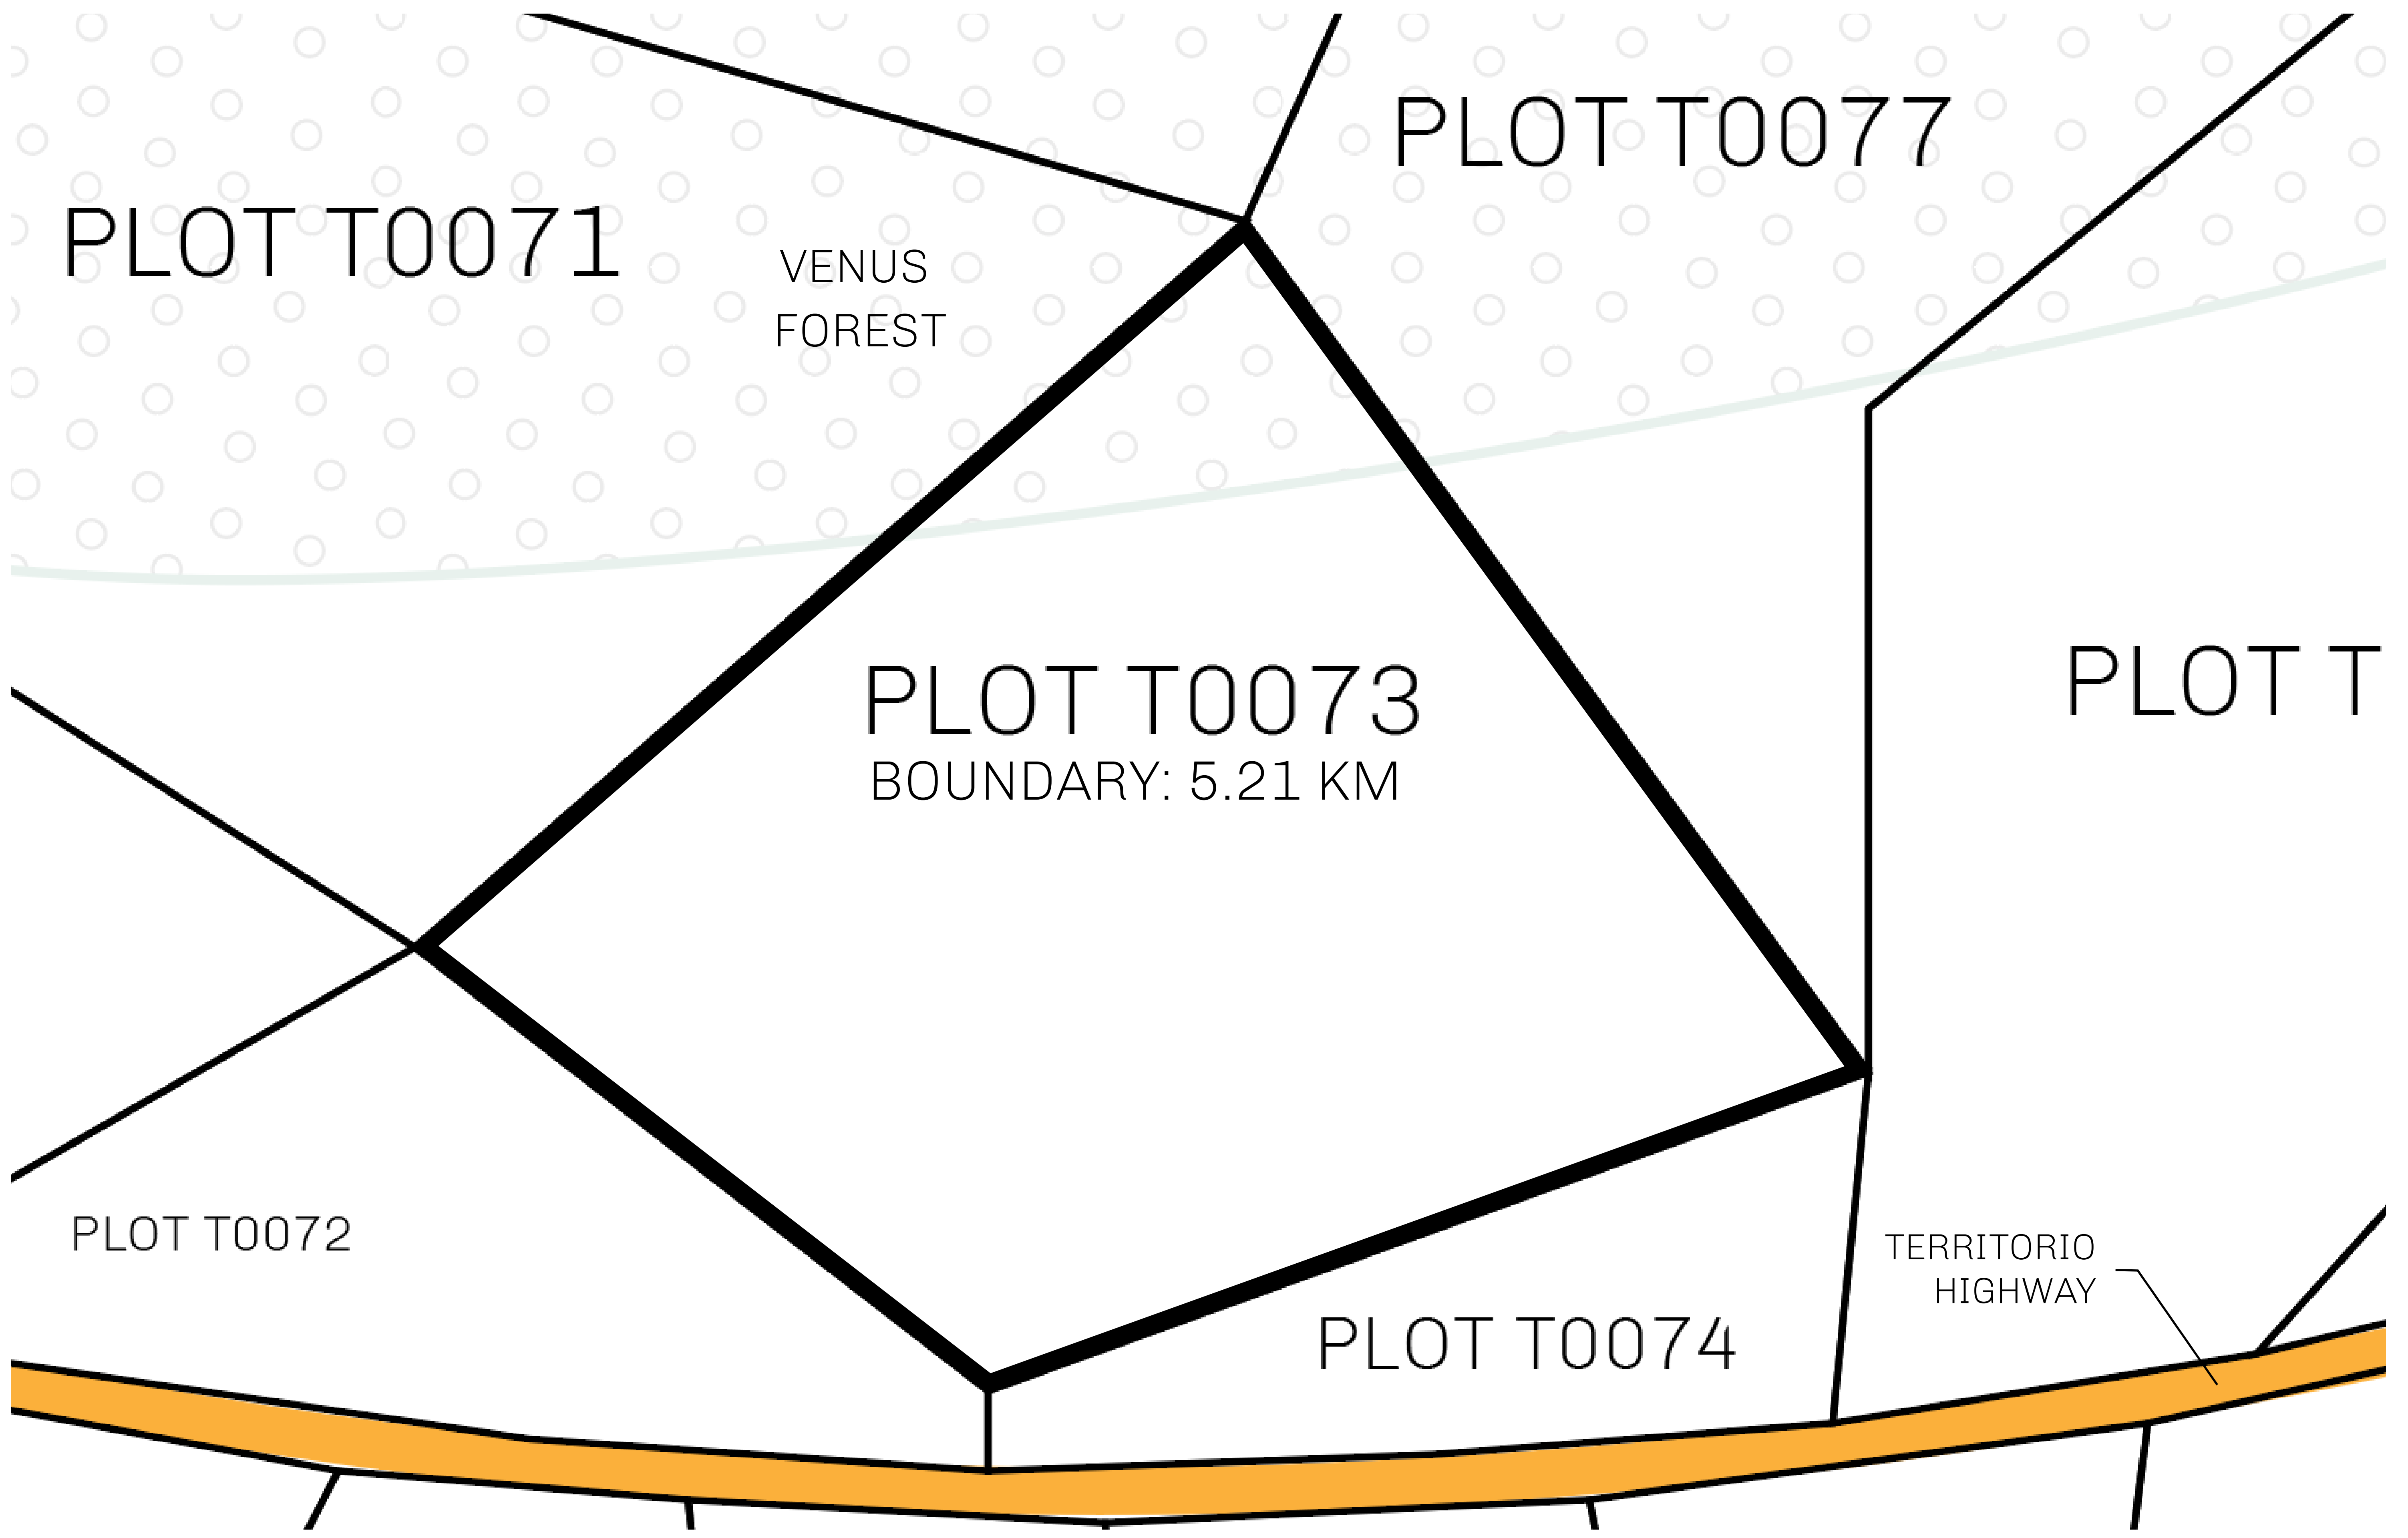 PLOT T0077
PLOT T0071
VENUS
FOREST
PLOT T0073
BOUNDARY: 5.21 KM
PLOT T
PLOT T0072
PLOT T0074
TERRITORIO
HIGHWAY